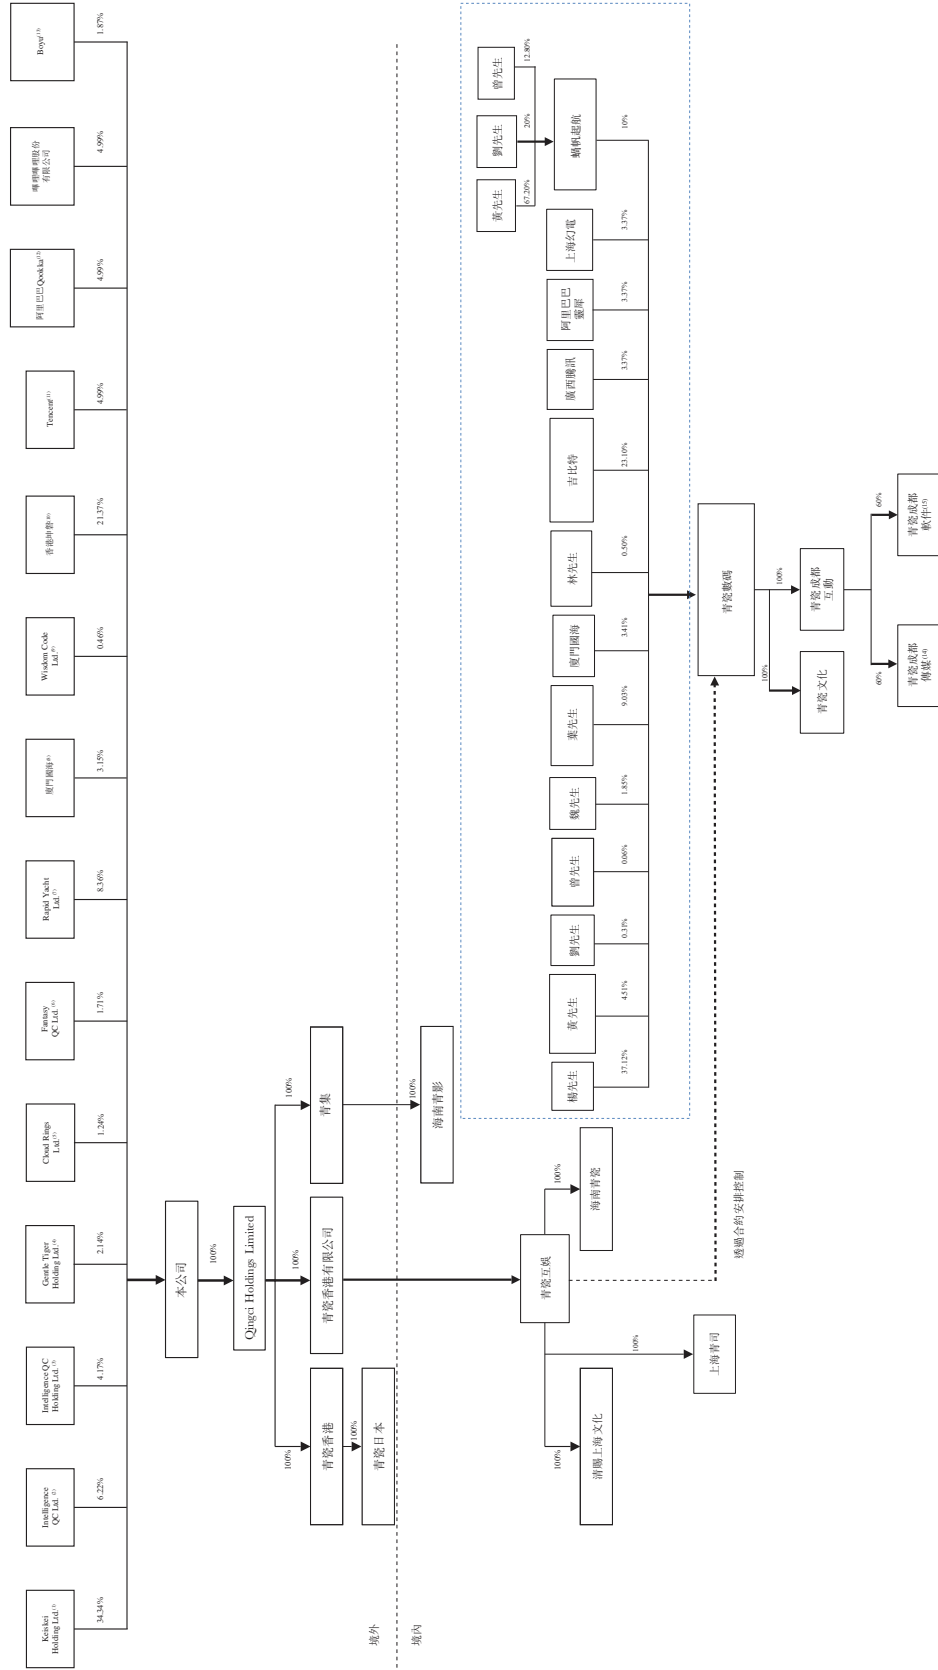 Keiskei
Holding Ltd.(1)
34.34%
Intelligence
QC Ltd. (2)
6.22%
Intelligence QC
Holding Ltd. (3)
4.17%
Gentle Tiger
Holding Ltd. (4)
2.14%
Cloud Rings
Ltd.(5)
1.24%
Fantasy
QC Ltd. (6)
1.71%
Rapid Yacht
Ltd. (7)
8.36%
廈門國海(8)
3.15%
Wisdom Code
Ltd. (9)
0.46%
21.37%
Tencent(11)
4.99%
阿里巴巴Qookka(12)
4.99%
嗶哩嗶哩股份
有限公司
4.99%
Boyu(13)
1.87%
本公司
100%
Qingci Holdings Limited
100%
100%
100%
青瓷香港
青瓷香港有限公司
青集
100%
青瓷日本
境外
境內
100%
海南青影
黃先生
劉先生
曾先生
67.20%
20%
12.80%
蝸帆起航
楊先生
黃先生
劉先生
曾先生
魏先生
葉先生
廈門國海
林先生
吉比特
廣西騰訊
阿里巴巴
靈犀
上海幻電
37.12%
4.51%
0.31%
0.06%
1.85%
9.03%
3.41%
0.50%
23.10%
3.37%
3.37%
3.37%
10%
青瓷互娛
100%
清賜上海文化
100%
海南青瓷
100%
上海青司
透過合約安排控制
青瓷數碼
100%
100%
青瓷文化
青瓷成都
互動
60%
60%
青瓷成都
傳媒(14)
青瓷成都
軟件(15)